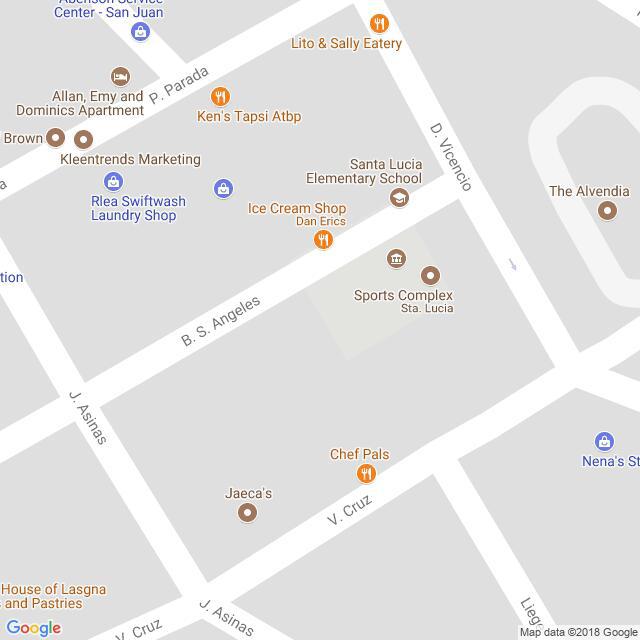 Abenson Service
Center - San Juan
Lito & Sally Eatery
P. Parada
Allan, Emy and
Dominics Apartment
Ken's Tapsi Atbp
D. Vicencio
Brown
Kleentrends Marketing
Santa Lucia
Elementary School
Rlea Swiftwash
Laundry Shop
The Alvendia
Ice Cream Shop
Dan Erics
tion
Sports Complex
Sta. Lucia
B. S. Angeles
J. Asinas
Chef Pals
Nena's St
Jaeca's
V. Cruz
House of Lasgna
and Pastries
J. Asinas
V. Cruz
Google
Map data ©2018 Google